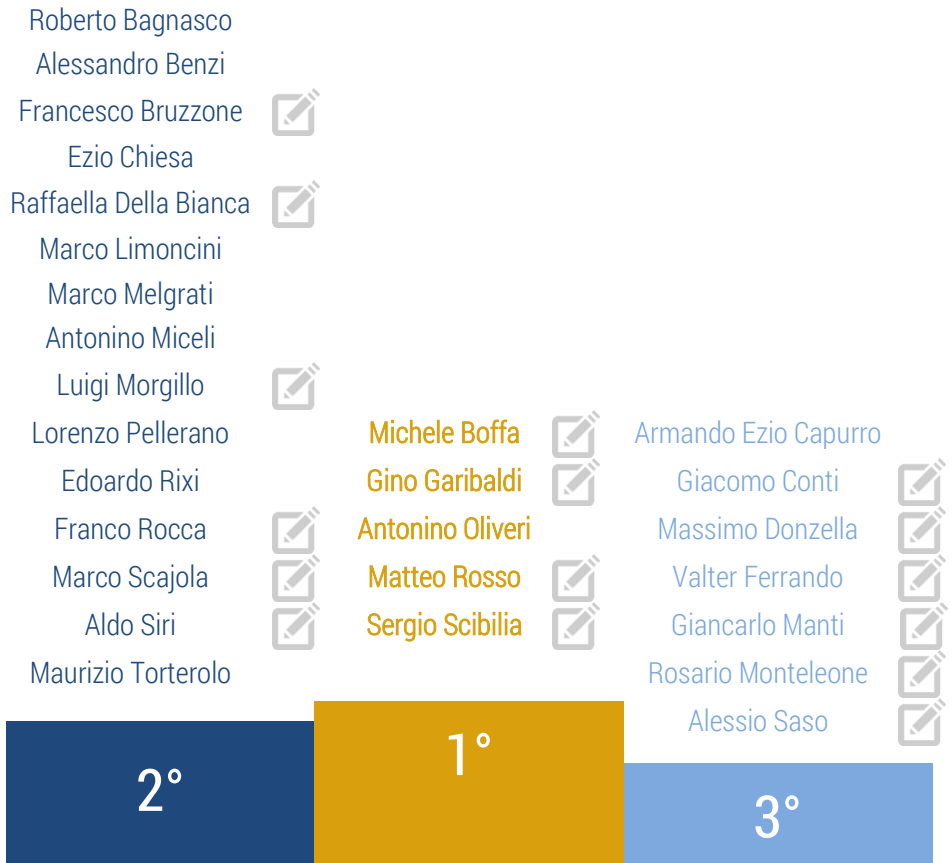 Roberto Bagnasco
Alessandro Benzi
Francesco Bruzzone
Ezio Chiesa
Raffaella Della Bianca
Marco Limoncini
Marco Melgrati
Antonino Miceli
Luigi Morgillo
Lorenzo Pellerano
Edoardo Rixi
Franco Rocca
Marco Scajola
Aldo Siri
Maurizio Torterolo
2°
Michele Boffa
Gino Garibaldi
Antonino Oliveri
Matteo Rosso
Sergio Scibilia
1°
Armando Ezio Capurro
Giacomo Conti
Massimo Donzella
Valter Ferrando
Giancarlo Manti
Rosario Monteleone
Alessio Saso
3°